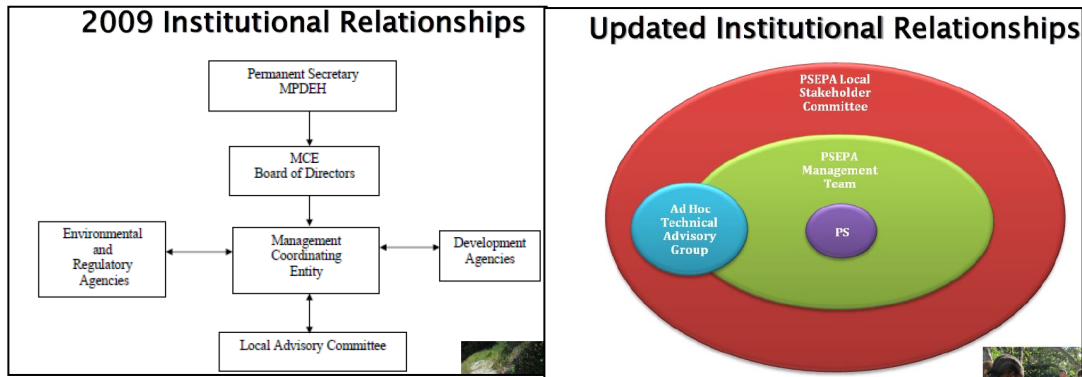 2009 Institutional Relationships
Permanent Secretary
MPDEH
MCE
Board of Directors
Environmental
and
Regulatory
Agencies
Management
Coordinating
Entity
Development
Agencies
Local Advisory Committee
Updated Institutional Relationships
PSEPA Local
Stakeholder
Committee
PSEPA
Management
Team
Ad Hoc
Technical
Advisory
Group
PS